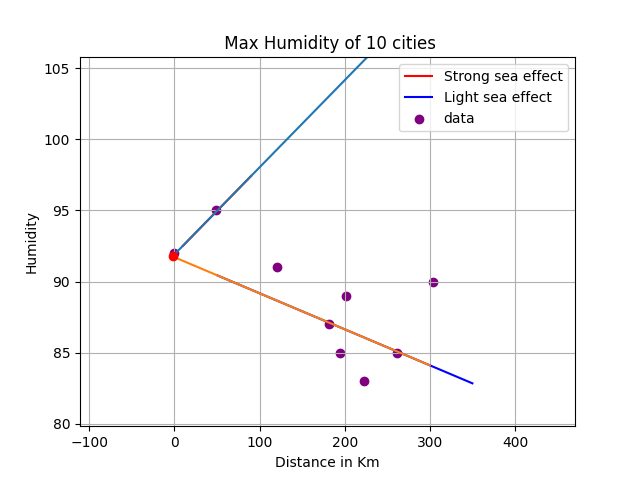 Max Humidity of 10 cities
Strong sea effect
Light sea effect
data
Humidity
105
100
95
90
85
80
−100
0
100
200
300
400
Distance in Km